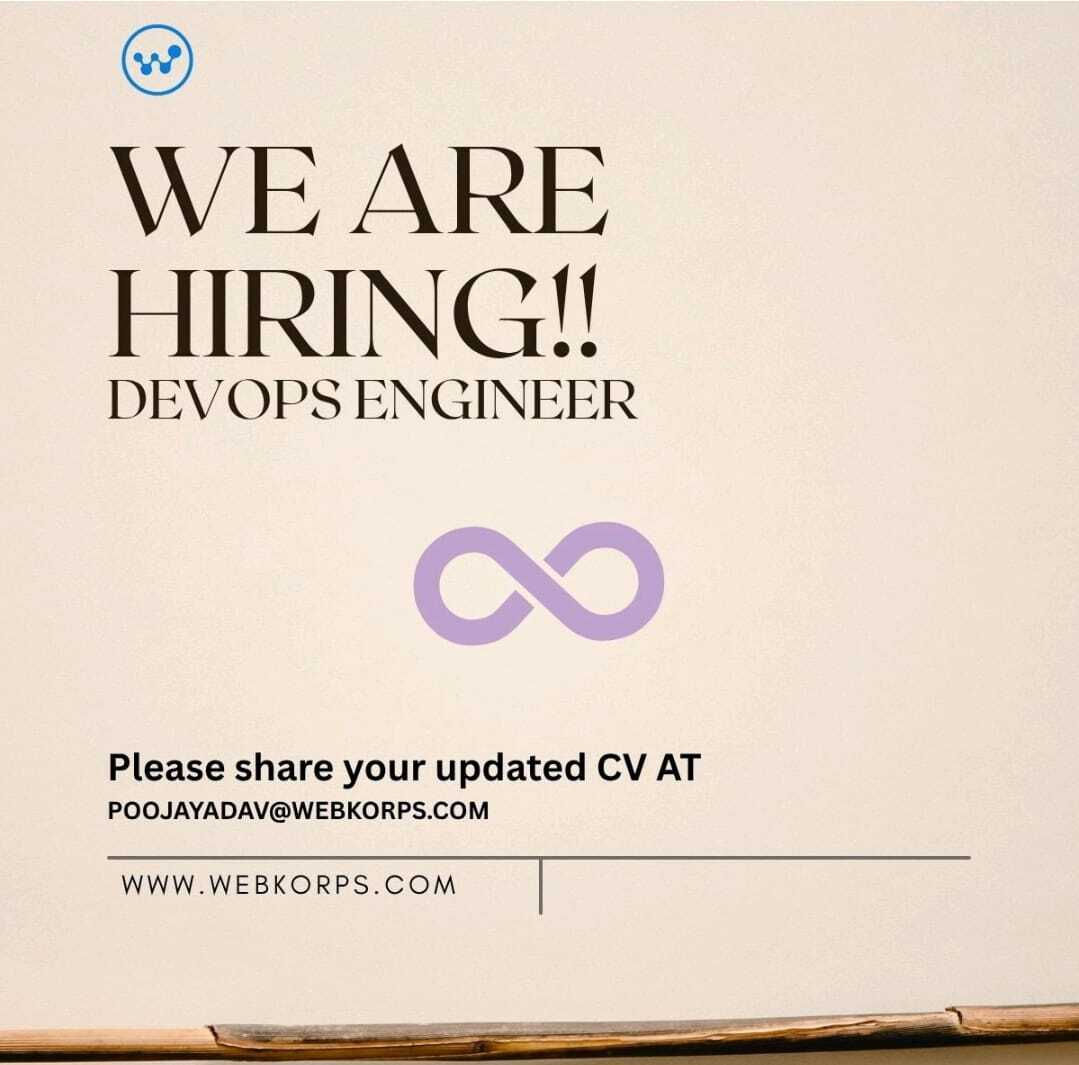 WE ARE
HIRING!!
DEVOPS ENGINEER
Please share your updated CV AT
POOJAYADAV@WEBKORPS.COM
WWW.WEBKORPS.COM